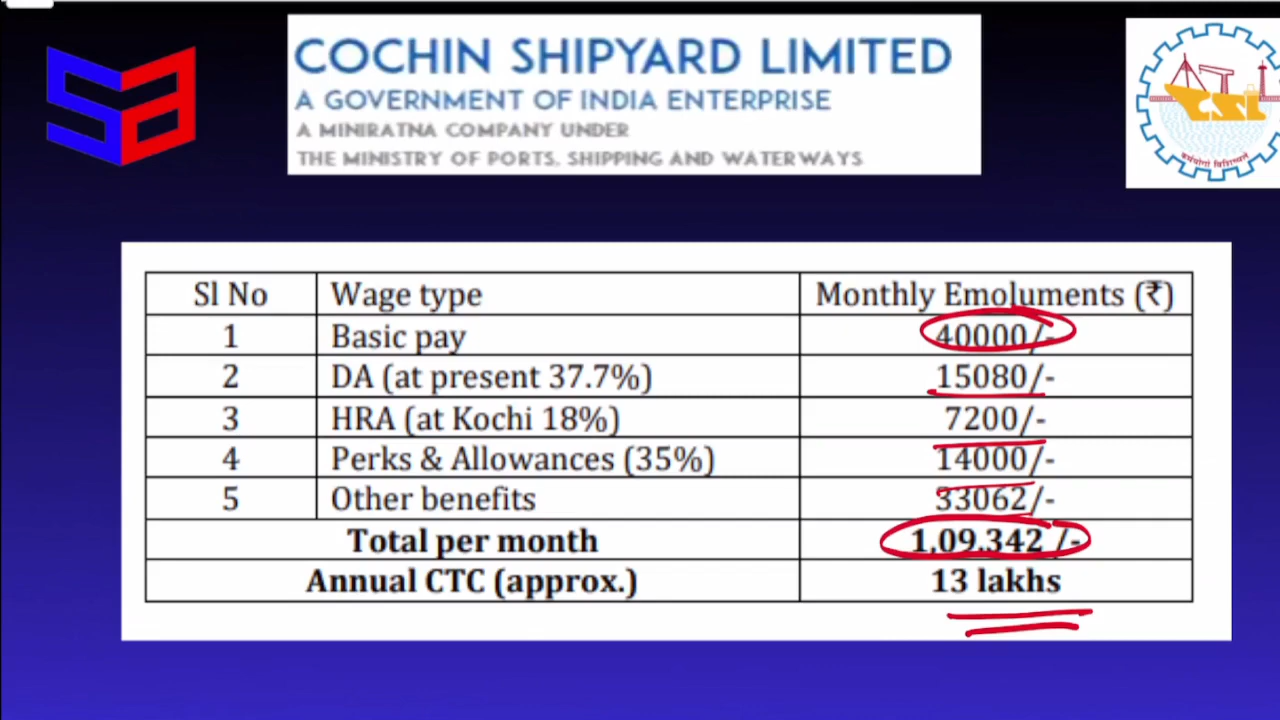 COCHIN SHIPYARD LIMITED
A GOVERNMENT OF INDIA ENTERPRISE
A MINIRATNA COMPANY UNDER
THE MINISTRY OF PORTS, SHIPPING AND WATERWAYS
CSL
Sl No Wage type Monthly Emoluments (₹)
1 Basic pay 40000/-
2 DA (at present 37.7%) 15080/-
3 HRA (at Kochi 18%) 7200/-
4 Perks & Allowances (35%) 14000/-
5 Other benefits 33062/-
Total per month 1,09,342 /-
Annual CTC (approx.) 13 lakhs